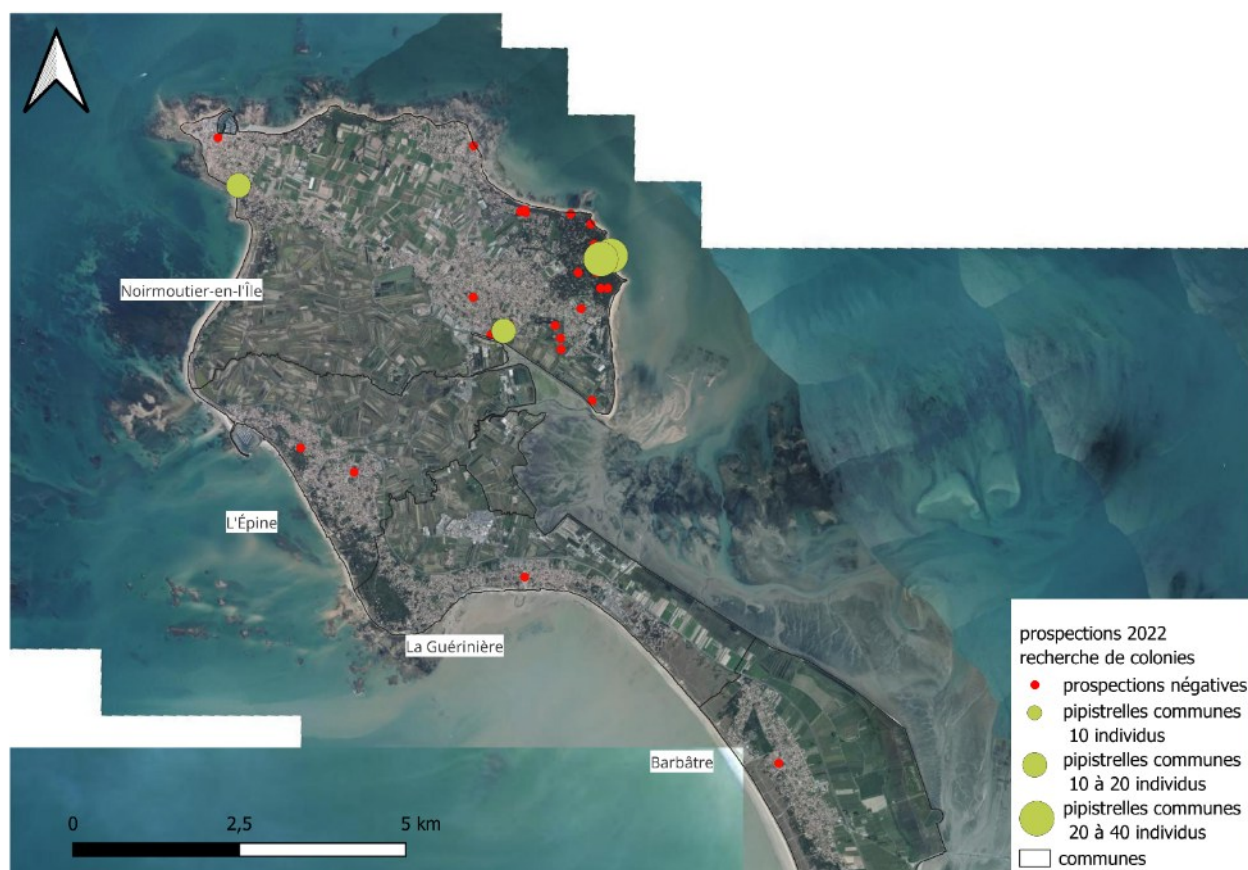 Noirmoutier-en-l'Île
L'Épine
La Guérinière
Barbâtre
0 2,5 5 km
prospections 2022
recherche de colonies
prospections négatives
pipistrelles communes
10 individus
pipistrelles communes
10 à 20 individus
pipistrelles communes
20 à 40 individus
communes